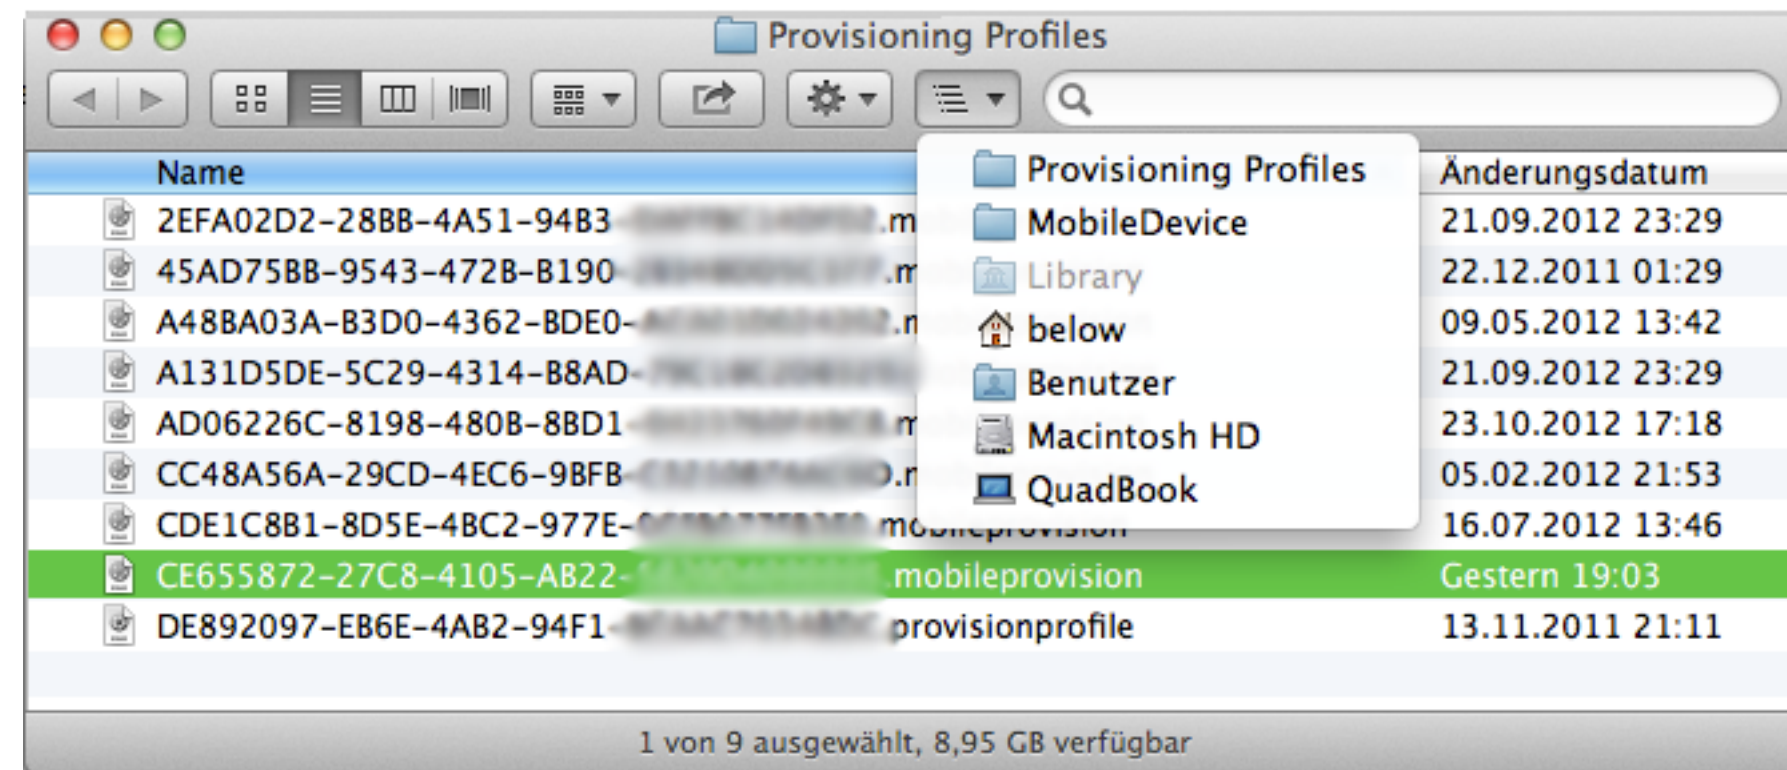 Provisioning Profiles
Name Änderungsdatum
Provisioning Profiles
MobileDevice
Library
below
Benutzer
Macintosh HD
QuadBook
2EFA02D2-28BB-4A51-94B3- .m 21.09.2012 23:29
45AD75BB-9543-472B-B190- .m 22.12.2011 01:29
A48BA03A-B3D0-4362-BDE0- 09.05.2012 13:42
A131D5DE-5C29-4314-B8AD- 21.09.2012 23:29
AD06226C-8198-480B-8BD1- .m 23.10.2012 17:18
CC48A56A-29CD-4EC6-9BFB- 05.02.2012 21:53
CDE1C8B1-8D5E-4BC2-977E- .mobileprovision 16.07.2012 13:46
CE655872-27C8-4105-AB22- .mobileprovision Gestern 19:03
DE892097-EB6E-4AB2-94F1- .provisionprofile 13.11.2011 21:11
1 von 9 ausgewählt, 8,95 GB verfügbar